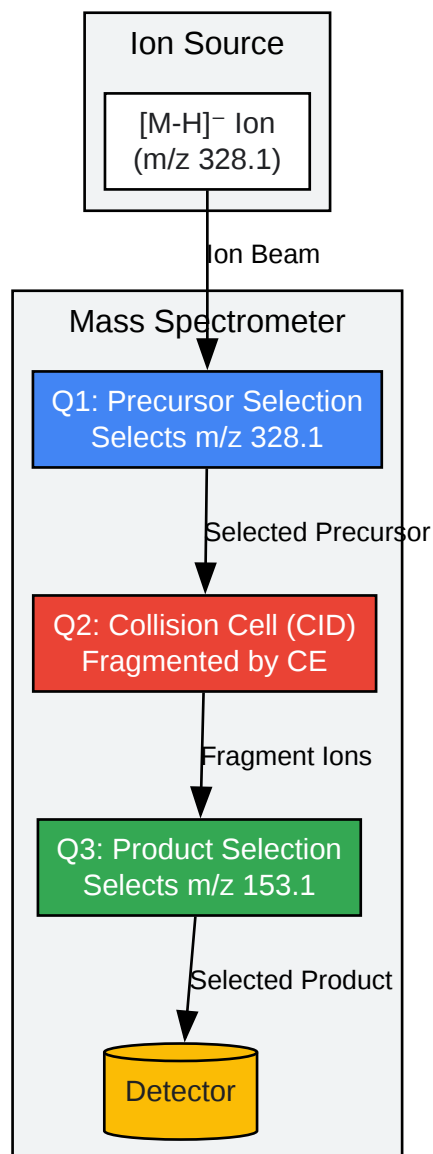 Ion Source
[M-H]⁻ Ion
(m/z 328.1)
Ion Beam
Mass Spectrometer
Q1: Precursor Selection
Selects m/z 328.1
Selected Precursor
Q2: Collision Cell (CID)
Fragmented by CE
Fragment Ions
Q3: Product Selection
Selects m/z 153.1
Selected Product
Detector